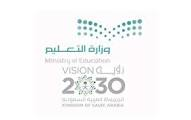 وزارة التعليم
Ministry of Education
VISION رؤية
2030
المملكة العربية السعودية
KINGDOM OF SAUDI ARABIA